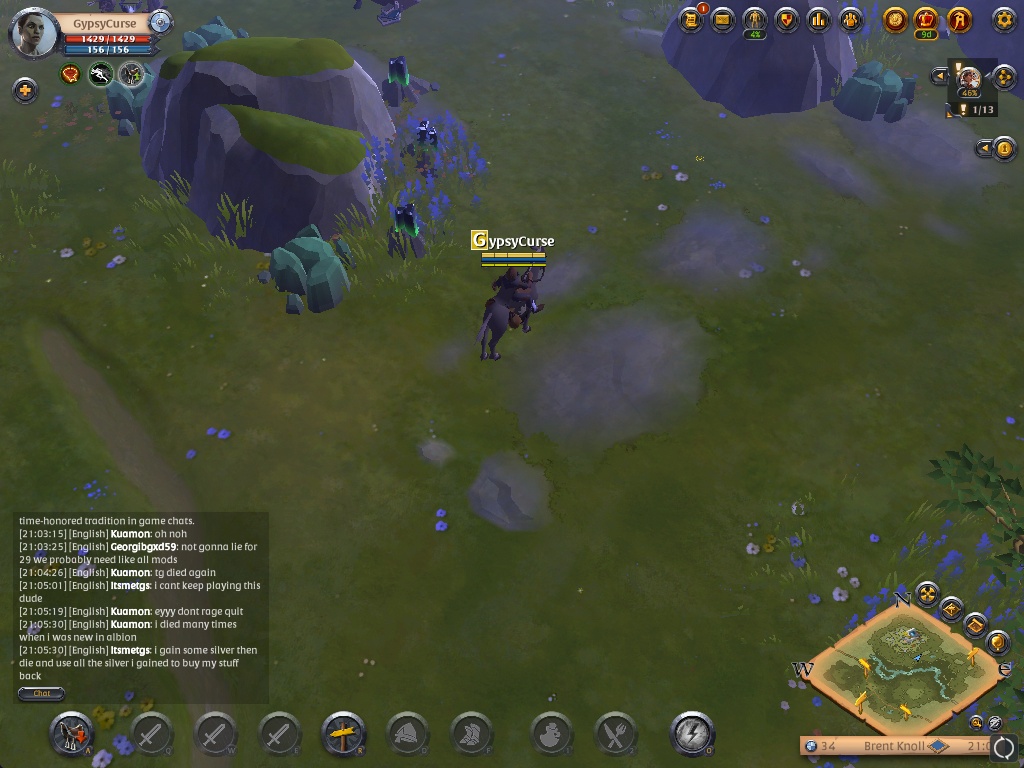 GypsyCurse
1429 / 1429
156 / 156
1
4%
9d
46%
1/13
GypsyCurse
time-honored tradition in game chats.
[21:03:15] [English] Kuamon: oh noh
[21:03:25] [English] Georgibgxd59: not gonna lie for
29 we probably need like all mods
[21:04:26] [English] Kuamon: tg died again
[21:05:01] [English] Itsmetgs: i cant keep playing this
dude
[21:05:19] [English] Kuamon: eyyy dont rage quit
[21:05:30] [English] Kuamon: i died many times
when i was new in albion
[21:05:30] [English] Itsmetgs: i gain some silver then
die and use all the silver i gained to buy my stuff
back
Chat
N
W
E
A
Q
W
E
R
D
F
O
34 Brent Knoll